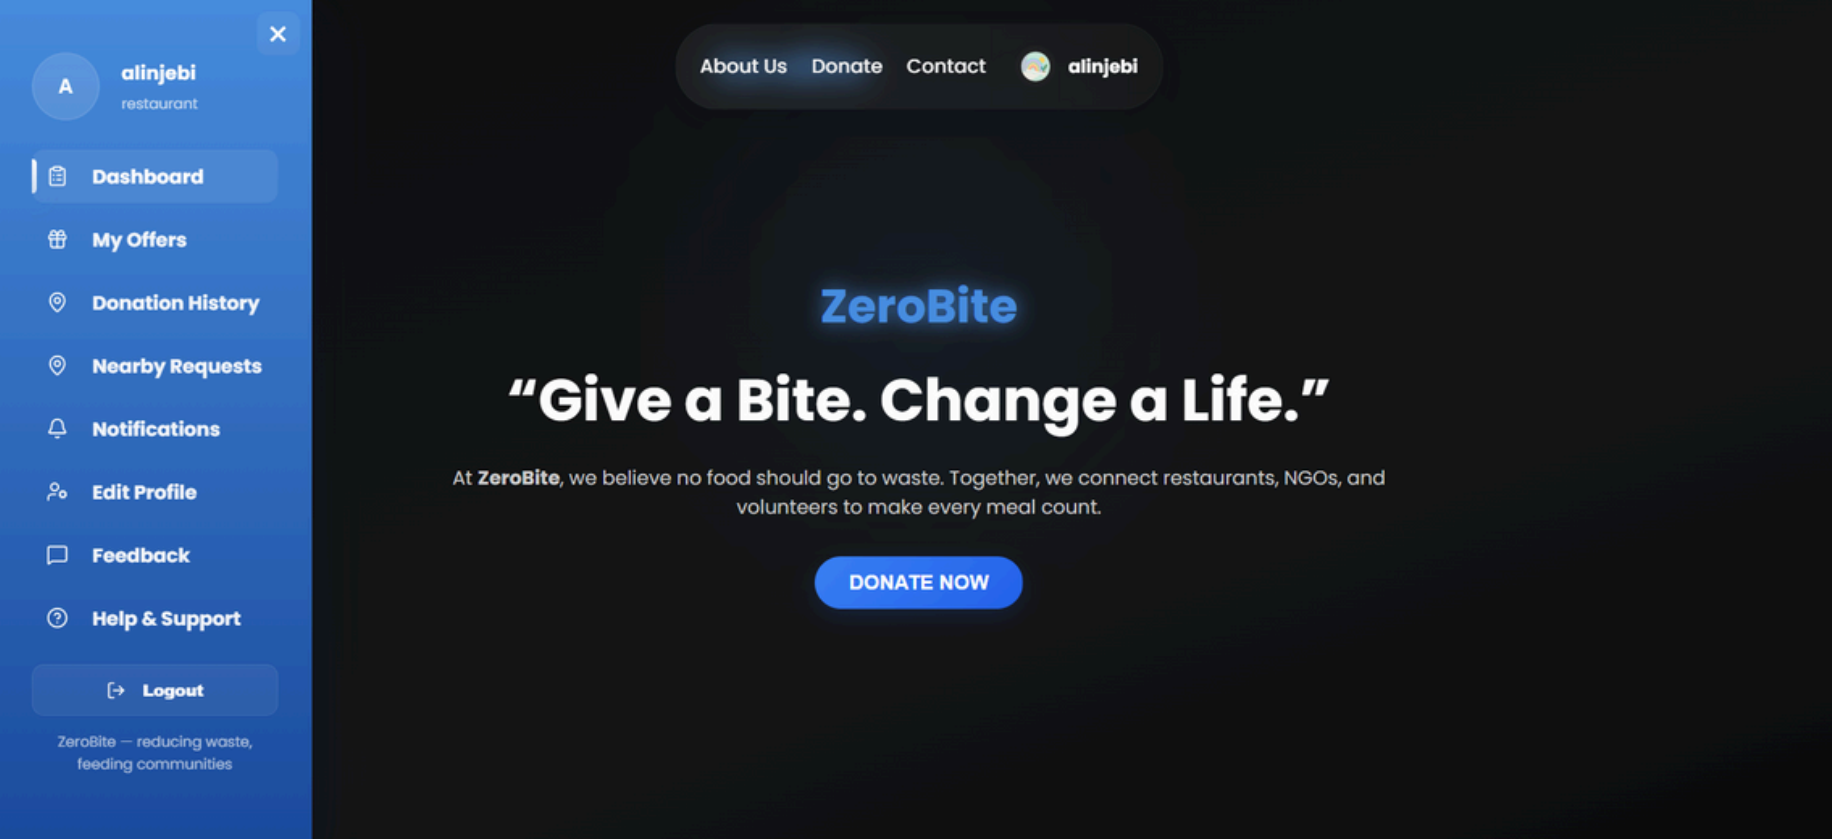 A
alinjebi
restaurant
Dashboard
My Offers
Donation History
Nearby Requests
Notifications
Edit Profile
Feedback
Help & Support
Logout
ZeroBite — reducing waste,
feeding communities
About Us Donate Contact alinjebi
ZeroBite
“Give a Bite. Change a Life.”
At ZeroBite, we believe no food should go to waste. Together, we connect restaurants, NGOs, and
volunteers to make every meal count.
DONATE NOW